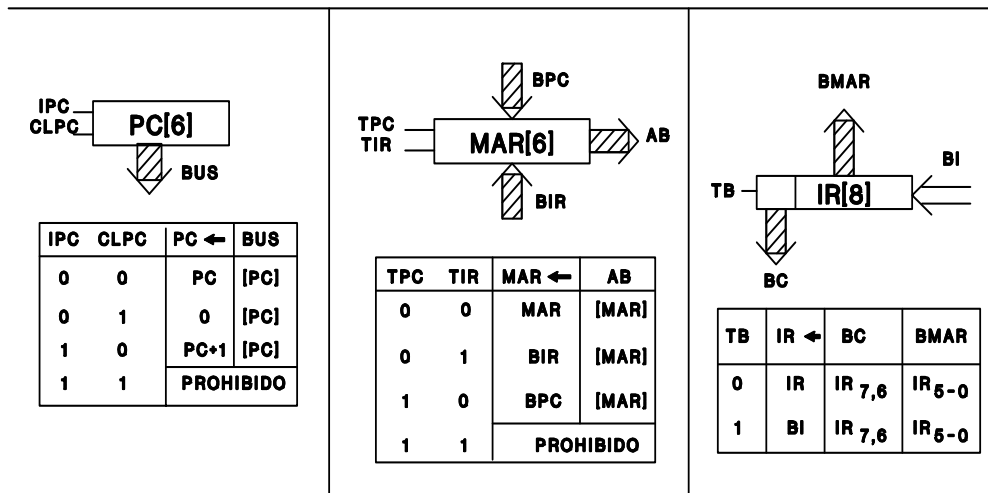 IPC
CLPC
PC[6]
BUS
IPC CLPC PC ← BUS
0 0 PC [PC]
0 1 0 [PC]
1 0 PC+1 [PC]
1 1 PROHIBIDO
BPC
TPC
TIR
MAR[6]
AB
BIR
TPC TIR MAR ← AB
0 0 MAR [MAR]
0 1 BIR [MAR]
1 0 BPC [MAR]
1 1 PROHIBIDO
BMAR
BI
TB
IR[8]
BC
TB IR ← BC BMAR
0 IR IR 7,6 IR 5-0
1 BI IR 7,6 IR 5-0